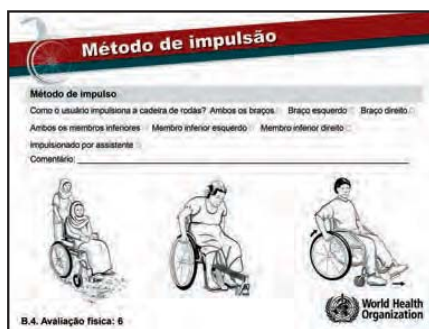 Método de impulsão
Método de impulso
Como o usuário impulsiona a cadeira de rodas? Ambos os braços □ Braço esquerdo □ Braço direito □
Ambos os membros inferiores □ Membro inferior esquerdo □ Membro inferior direito □
Impulsionado por assistente □
Comentário: ____________________
B.4. Avaliação física: 6
World Health
Organization